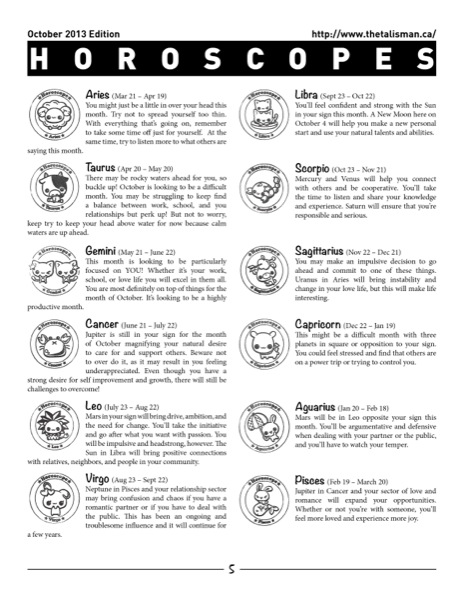 October 2013 Edition
http://www.thetalisman.ca/
HOROSCOPES
Aries (Mar 21 – Apr 19)
You might just be a little in over your head this
month. Try not to spread yourself too thin.
With everything that's going on, remember
to take some time off just for yourself. At the
same time, try to listen more to what others are
saying this month.
Taurus (Apr 20 – May 20)
There may be rocky waters ahead for you, so
buckle up! October is looking to be a difficult
month. You may be struggling to keep find
a balance between work, school, and you
relationships but perk up! But not to worry,
keep try to keep your head above water for now because calm
waters are up ahead.
Gemini (May 21 – June 22)
This month is looking to be particularly
focused on YOU! Whether it's your work,
school, or love life you will excel in them all.
You are most definitely on top of things for the
month of October. It's looking to be a highly
productive month.
Cancer (June 21 – July 22)
Jupiter is still in your sign for the month
of October magnifying your natural desire
to care for and support others. Beware not
to over do it, as it may result in you feeling
underappreciated. Even though you have a
strong desire for self improvement and growth, there will still be
challenges to overcome!
Leo (July 23 – Aug 22)
Mars in your sign will bring drive, ambition, and
the need for change. You'll take the initiative
and go after what you want with passion. You
will be impulsive and headstrong, however. The
Sun in Libra will bring positive connections
with relatives, neighbors, and people in your community.
Virgo (Aug 23 – Sept 22)
Neptune in Pisces and your relationship sector
may bring confusion and chaos if you have a
romantic partner or if you have to deal with
the public. This has been an ongoing and
troublesome influence and it will continue for
a few years.
Libra (Sept 23 – Oct 22)
You'll feel confident and strong with the Sun
in your sign this month. A New Moon here on
October 4 will help you make a new personal
start and use your natural talents and abilities.
Scorpio (Oct 23 – Nov 21)
Mercury and Venus will help you connect
with others and be cooperative. You'll take
the time to listen and share your knowledge
and experience. Saturn will ensure that you're
responsible and serious.
Sagittarius (Nov 22 – Dec 21)
You may make an impulsive decision to go
ahead and commit to one of these things.
Uranus in Aries will bring instability and
change in your love life, but this will make life
interesting.
Capricorn (Dec 22 – Jan 19)
This might be a difficult month with three
planets in square or opposition to your sign.
You could feel stressed and find that others are
on a power trip or trying to control you.
Aquarius (Jan 20 – Feb 18)
Mars will be in Leo opposite your sign this
month. You'll be argumentative and defensive
when dealing with your partner or the public,
and you'll have to watch your temper.
Pisces (Feb 19 – March 20)
Jupiter in Cancer and your sector of love and
romance will expand your opportunities.
Whether or not you're with someone, you'll
feel more loved and experience more joy.
5